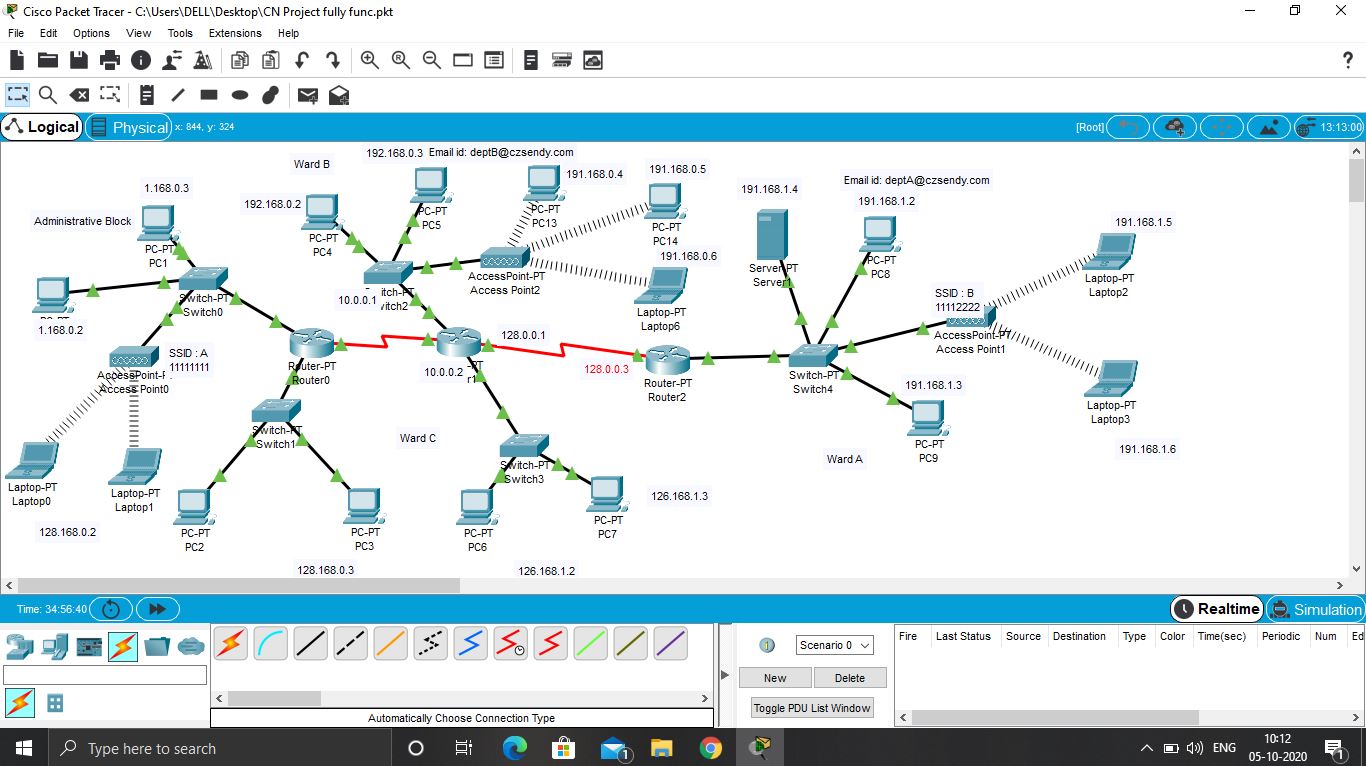 Cisco Packet Tracer - C:\Users\DELL\Desktop\CN Project fully func.pkt
File Edit Options View Tools Extensions Help
?
Logical Physical x: 844, y: 324 [Root] 13:13:00
192.168.0.3 Email id: deptB@czsendy.com
Ward B
191.168.0.4
191.168.0.5
1.168.0.3
191.168.1.4
Email id: deptA@czsendy.com
191.168.1.2
192.168.0.2
Administrative Block
PC-PT
PC1
PC-PT
PC4
PC-PT
PC5
PC-PT
PC13
PC-PT
PC14
191.168.0.6
191.168.1.5
Server-PT
Server1
PC-PT
PC8
Laptop-PT
Laptop2
AccessPoint-PT
Access Point2
Switch-PT
Switch0
10.0.0.1
itch-PT
witch2
PC-PT
1.168.0.2
Laptop-PT
Laptop6
SSID : B
11112222
AccessPoint-PT
Access Point1
128.0.0.1
SSID : A
11111111
AccessPoint-P
Access Point0
Router-PT
Router0
10.0.0.2
-PT
r1
128.0.0.3
Router-PT
Router2
Switch-PT
Switch4
191.168.1.3
Laptop-PT
Laptop3
Switch-PT
Switch1
Ward C
PC-PT
PC9
191.168.1.6
Ward A
Switch-PT
Switch3
Laptop-PT
Laptop0
Laptop-PT
Laptop1
126.168.1.3
128.168.0.2
PC-PT
PC2
PC-PT
PC3
PC-PT
PC6
PC-PT
PC7
128.168.0.3
126.168.1.2
Time: 34:56:40 Realtime Simulation
Scenario 0
New Delete
Toggle PDU List Window
Fire Last Status Source Destination Type Color Time(sec) Periodic Num Ed
Automatically Choose Connection Type
Type here to search
1
ENG
10:12
05-10-2020
1